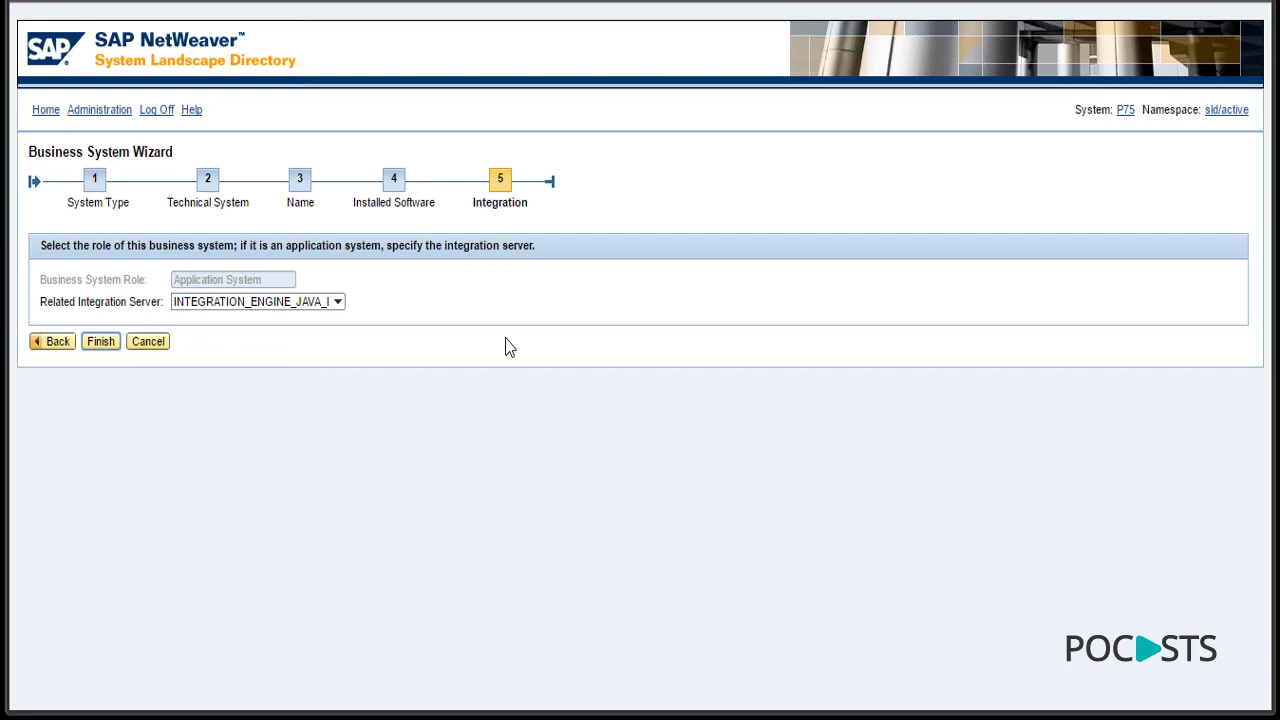 SAP
SAP NetWeaver™
System Landscape Directory
Home Administration Log Off Help
System: P75 Namespace: sld/active
Business System Wizard
1 2 3 4 5
System Type Technical System Name Installed Software Integration
Select the role of this business system; if it is an application system, specify the integration server.
Business System Role: Application System
Related Integration Server: INTEGRATION_ENGINE_JAVA_I
Back Finish Cancel
POC STS